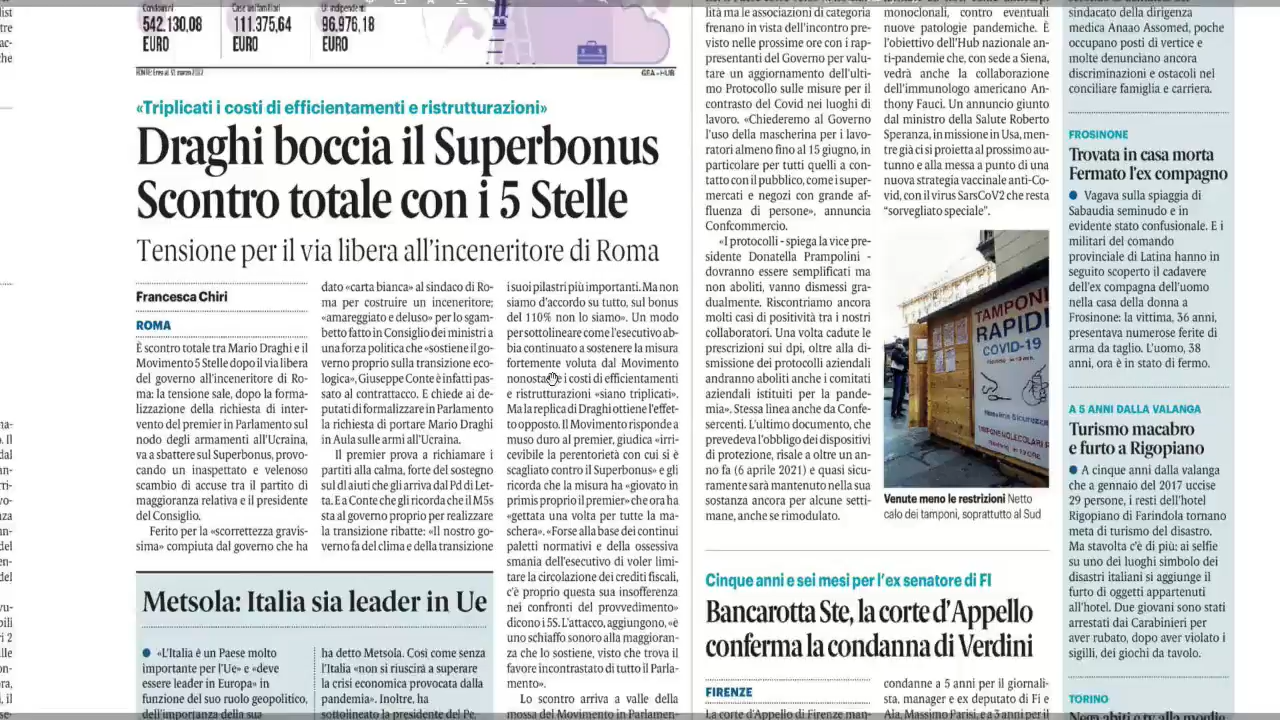 Condomini
542.130,08
EURO
Case unifamiliari
111.375,64
EURO
U. indipendenti
96.976,18
EURO
GEA - HUB
«Triplicati i costi di efficientamenti e ristrutturazioni»
Draghi boccia il Superbonus
Scontro totale con i 5 Stelle
Tensione per il via libera all’inceneritore di Roma
Francesca Chiri
ROMA
È scontro totale tra Mario Draghi e il
Movimento 5 Stelle dopo il via libera
del governo all’inceneritore di Ro-
ma: la tensione sale, dopo la forma-
lizzazione della richiesta di inter-
vento del premier in Parlamento sul
nodo degli armamenti all’Ucraina,
va a sbattere sul Superbonus, provo-
cando un inaspettato e velenoso
scambio di accuse tra il partito di
maggioranza relativa e il presidente
del Consiglio.
Ferito per la «scorrettezza gravis-
sima» compiuta dal governo che ha
dato «carta bianca» al sindaco di Ro-
ma per costruire un inceneritore;
«amareggiato e deluso» per lo sgam-
betto fatto in Consiglio dei ministri a
una forza politica che «sostiene il go-
verno proprio sulla transizione eco-
logica», Giuseppe Conte è infatti pas-
sato al contrattacco. E chiede ai de-
putati di formalizzare in Parlamento
la richiesta di portare Mario Draghi
in Aula sulle armi all’Ucraina.
Il premier prova a richiamare i
partiti alla calma, forte del sostegno
sul dl aiuti che gli arriva dal Pd di Let-
ta. E a Conte che gli ricorda che il M5s
sta al governo proprio per realizzare
la transizione ribatte: «Il nostro go-
verno fa del clima e della transizione
i suoi pilastri più importanti. Ma non
siamo d’accordo su tutto, sul bonus
del 110% non lo siamo». Un modo
per sottolineare come l’esecutivo ab-
bia continuato a sostenere la misura
fortemente voluta dal Movimento
i costi di efficientamenti
e ristrutturazioni «siano triplicati».
Ma la replica di Draghi ottiene l’effet-
to opposto. Il Movimento risponde a
muso duro al premier, giudica «irri-
cevibile la perentorietà con cui si è
scagliato contro il Superbonus» e gli
ricorda che la misura ha «giovato in
primis proprio il premier» che ora ha
«gettata una volta per tutte la ma-
schera». «Forse alla base dei continui
paletti normativi e della ossessiva
smania dell’esecutivo di voler limi-
tare la circolazione dei crediti fiscali,
c’è proprio questa sua insofferenza
nei confronti del provvedimento»
dicono i 5S. L’attacco, aggiungono, «è
uno schiaffo sonoro alla maggioran-
za che lo sostiene, visto che trova il
favore incontrastato di tutto il Parla-
mento».
Lo scontro arriva a valle della
mossa del Movimento in Parlamen-
Metsola: Italia sia leader in Ue
● «L’Italia è un Paese molto
importante per l’Ue» e «deve
essere leader in Europa» in
funzione del suo ruolo geopolitico,
dell’importanza della sua
ha detto Metsola. Così come senza
l’Italia «non si riuscirà a superare
la crisi economica provocata dalla
pandemia». Inoltre, ha
sottolineato la presidente del Pe,
lità ma le associazioni di categoria
frenano in vista dell’incontro pre-
visto nelle prossime ore con i rap-
presentanti del Governo per valu-
tare un aggiornamento dell’ulti-
mo Protocollo sulle misure per il
contrasto del Covid nei luoghi di
lavoro. «Chiederemo al Governo
l’uso della mascherina per i lavo-
ratori almeno fino al 15 giugno, in
particolare per tutti quelli a con-
tatto con il pubblico, come i super-
mercati e negozi con grande af-
fluenza di persone», annuncia
Confcommercio.
«I protocolli - spiega la vice pre-
sidente Donatella Prampolini -
dovranno essere semplificati ma
non aboliti, vanno dismessi gra-
dualmente. Riscontriamo ancora
molti casi di positività tra i nostri
collaboratori. Una volta cadute le
prescrizioni sui dpi, oltre alla di-
smissione dei protocolli aziendali
andranno aboliti anche i comitati
aziendali istituiti per la pande-
mia». Stessa linea anche da Confe-
sercenti. L’ultimo documento, che
prevedeva l’obbligo dei dispositivi
di protezione, risale a oltre un an-
no fa (6 aprile 2021) e quasi sicu-
ramente sarà mantenuto nella sua
sostanza ancora per alcune setti-
mane, anche se rimodulato.
monoclonali, contro eventuali
nuove patologie pandemiche. È
l’obiettivo dell’Hub nazionale an-
ti-pandemie che, con sede a Siena,
vedrà anche la collaborazione
dell’immunologo americano An-
thony Fauci. Un annuncio giunto
dal ministro della Salute Roberto
Speranza, in missione in Usa, men-
tre già ci si proietta al prossimo au-
tunno e alla messa a punto di una
nuova strategia vaccinale anti-Co-
vid, con il virus SarsCoV2 che resta
“sorvegliato speciale”.
TAMPONI
RAPIDI
COVID-19
Venute meno le restrizioni Netto
calo dei tamponi, soprattutto al Sud
Cinque anni e sei mesi per l’ex senatore di FI
Bancarotta Ste, la corte d’Appello
conferma la condanna di Verdini
FIRENZE
La corte d’Appello di Firenze man-
condanne a 5 anni per il giornali-
sta, manager e ex deputato di Fi e
Ala, Massimo Parisi, e a 3 anni per il
sindacato della dirigenza
medica Anaao Assomed, poche
occupano posti di vertice e
molte denunciano ancora
discriminazioni e ostacoli nel
conciliare famiglia e carriera.
FROSINONE
Trovata in casa morta
Fermato l’ex compagno
● Vagava sulla spiaggia di
Sabaudia seminudo e in
evidente stato confusionale. E i
militari del comando
provinciale di Latina hanno in
seguito scoperto il cadavere
dell’ex compagna dell’uomo
nella casa della donna a
Frosinone: la vittima, 36 anni,
presentava numerose ferite di
arma da taglio. L’uomo, 38
anni, ora è in stato di fermo.
A 5 ANNI DALLA VALANGA
Turismo macabro
e furto a Rigopiano
● A cinque anni dalla valanga
che a gennaio del 2017 uccise
29 persone, i resti dell’hotel
Rigopiano di Farindola tornano
meta di turismo del disastro.
Ma stavolta c’è di più: ai selfie
su uno dei luoghi simbolo dei
disastri italiani si aggiunge il
furto di oggetti appartenuti
all’hotel. Due giovani sono stati
arrestati dai Carabinieri per
aver rubato, dopo aver violato i
sigilli, dei giochi da tavolo.
TORINO